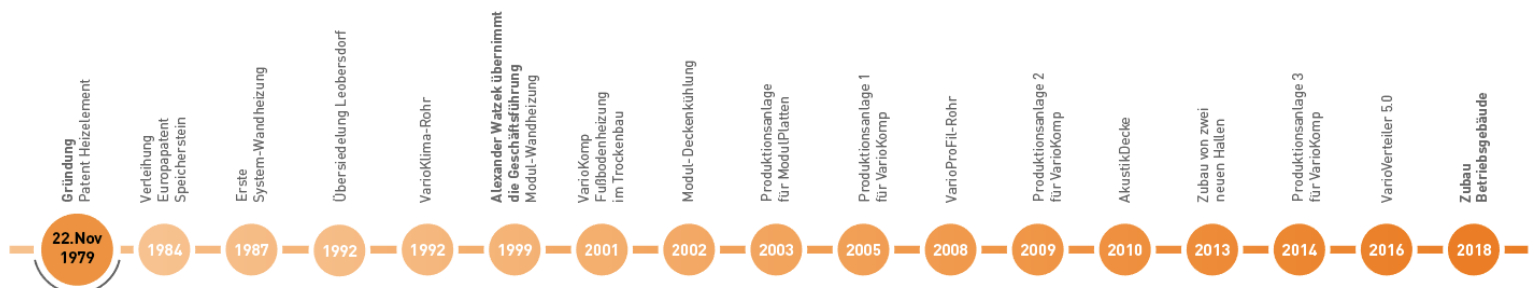 Gründung
Patent Heizelement
22.Nov
1979
Verleihung
Europapatent
Speicherstein
1984
Erste
System-Wandheizung
1987
Übersiedelung Leobersdorf
1992
VarioKlima-Rohr
1992
Alexander Watzek übernimmt
die Geschäftsführung
Modul-Wandheizung
1999
VarioKomp
Fußbodenheizung
im Trockenbau
2001
Modul-Deckenkühlung
2002
Produktionsanlage
für ModulPlatten
2003
Produktionsanlage 1
für VarioKomp
2005
VarioProFil-Rohr
2008
Produktionsanlage 2
für VarioKomp
2009
AkustikDecke
2010
Zubau von zwei
neuen Hallen
2013
Produktionsanlage 3
für VarioKomp
2014
VarioVerteiler 5.0
2016
Zubau
Betriebsgebäude
2018